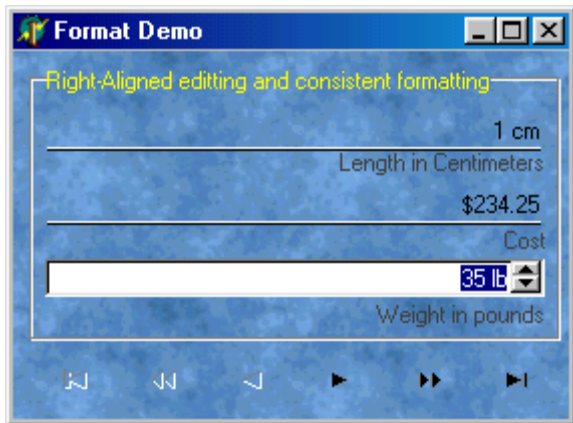 Format Demo
Right-Aligned editting and consistent formatting
1 cm
Length in Centimeters
$234.25
Cost
35 lb
Weight in pounds